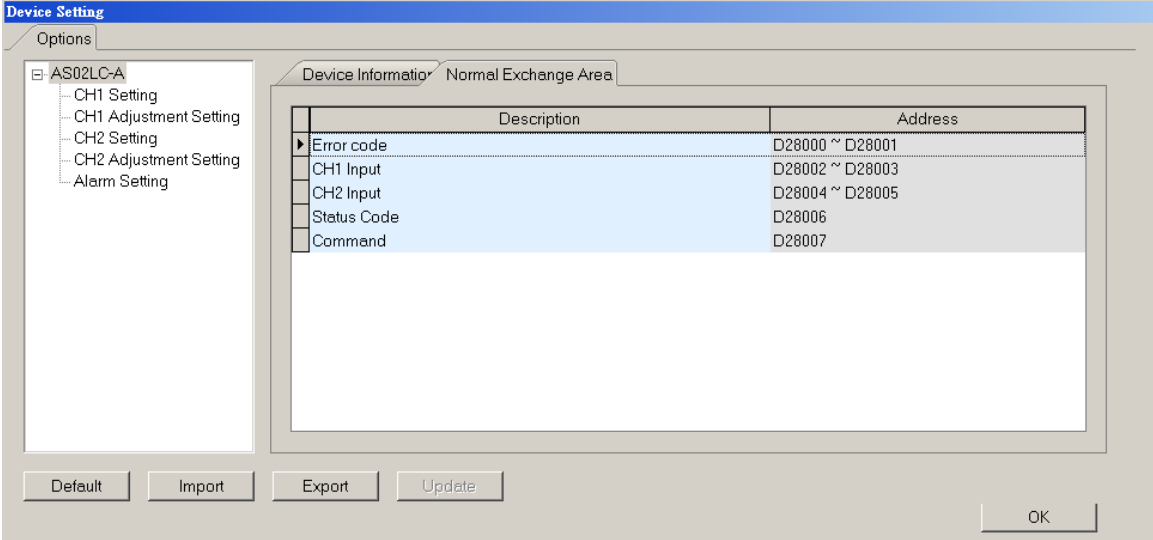 Device Setting
Options
AS02LC-A
CH1 Setting
CH1 Adjustment Setting
CH2 Setting
CH2 Adjustment Setting
Alarm Setting
Device Information Normal Exchange Area
Description Address
Error code D28000 ~ D28001
CH1 Input D28002 ~ D28003
CH2 Input D28004 ~ D28005
Status Code D28006
Command D28007
Default Import Export Update
OK